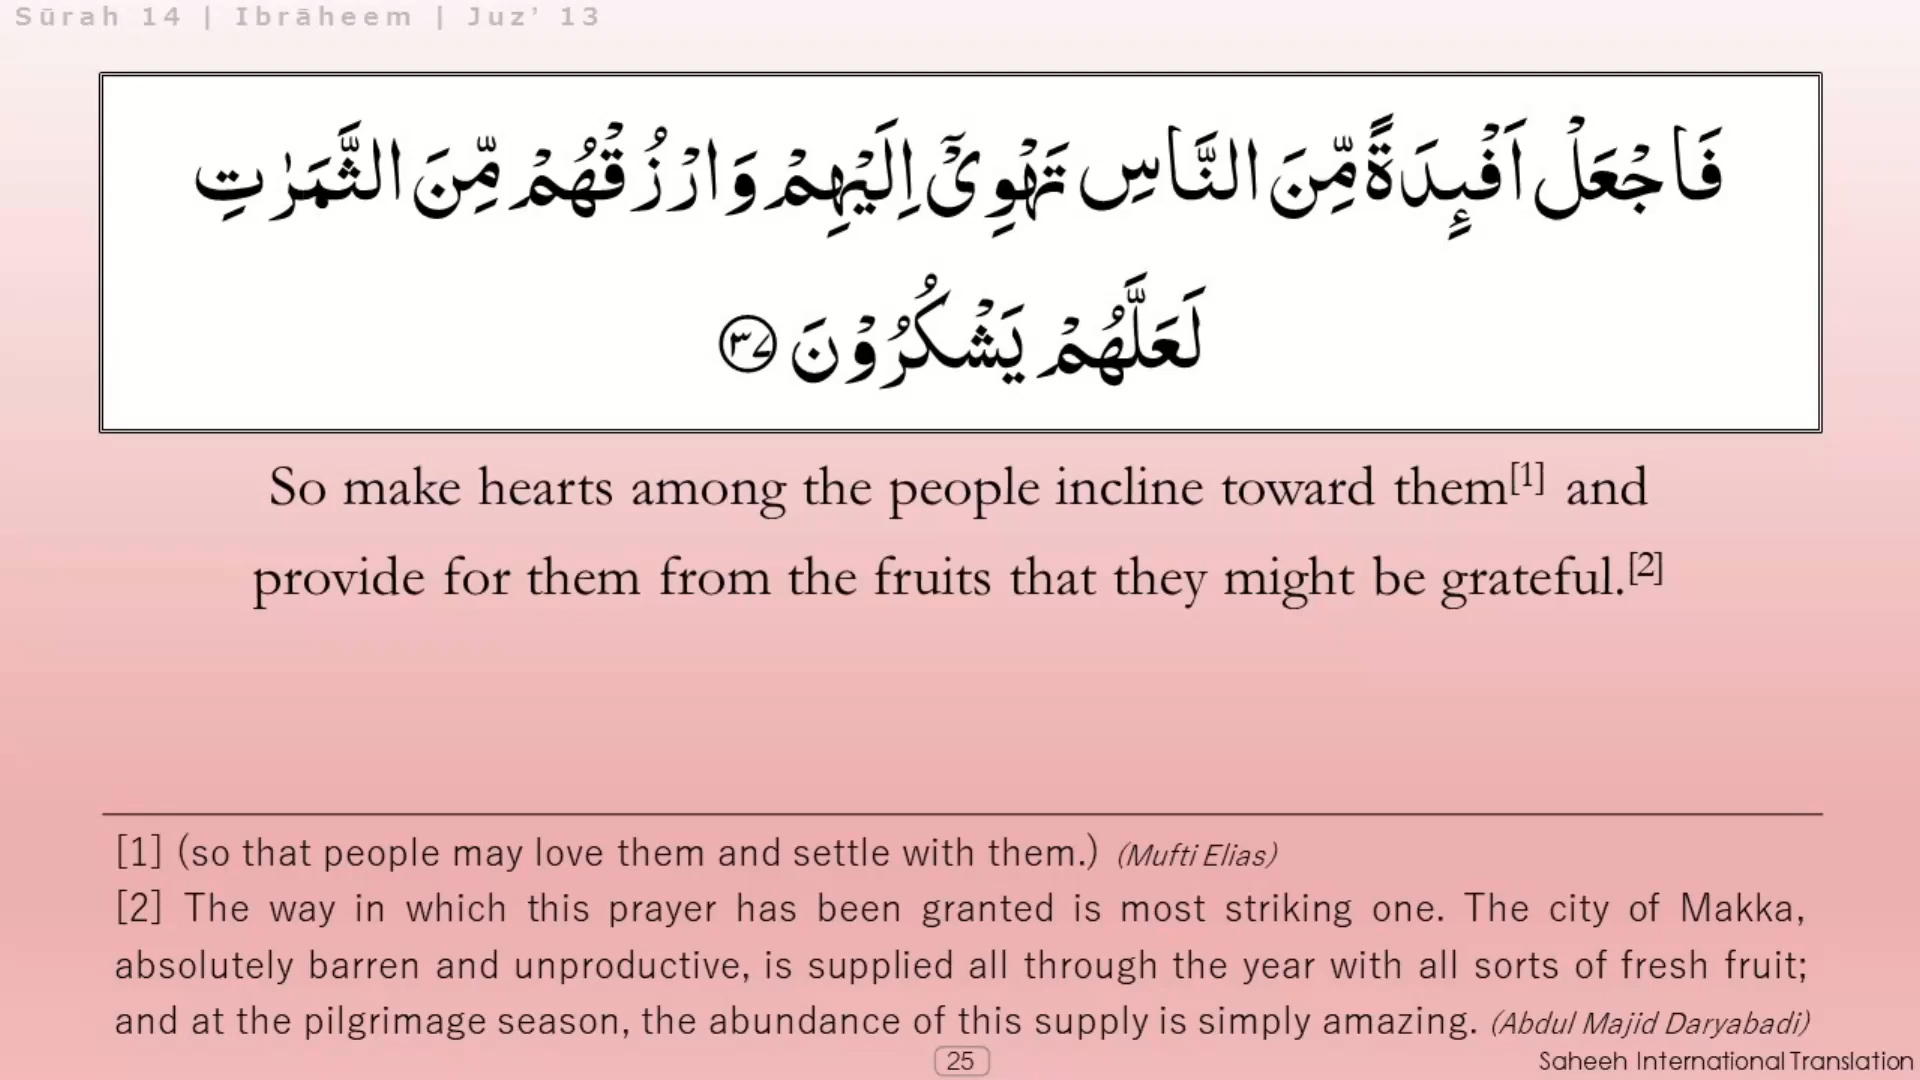 Sūrah 14 | Ibrāheem | Juz’ 13
فَاجْعَلْ اَفْـِٕدَةً مِّنَ النَّاسِ تَهْوِیْۤ اِلَیْهِمْ وَارْزُقْهُمْ مِّنَ الثَّمَرٰتِ
لَعَلَّهُمْ یَشْكُرُوْنَ ۝۳۷
So make hearts among the people incline toward them[1] and
provide for them from the fruits that they might be grateful.[2]
[1] (so that people may love them and settle with them.) (Mufti Elias)
[2] The way in which this prayer has been granted is most striking one. The city of Makka,
absolutely barren and unproductive, is supplied all through the year with all sorts of fresh fruit;
and at the pilgrimage season, the abundance of this supply is simply amazing. (Abdul Majid Daryabadi)
25
Saheeh International Translation